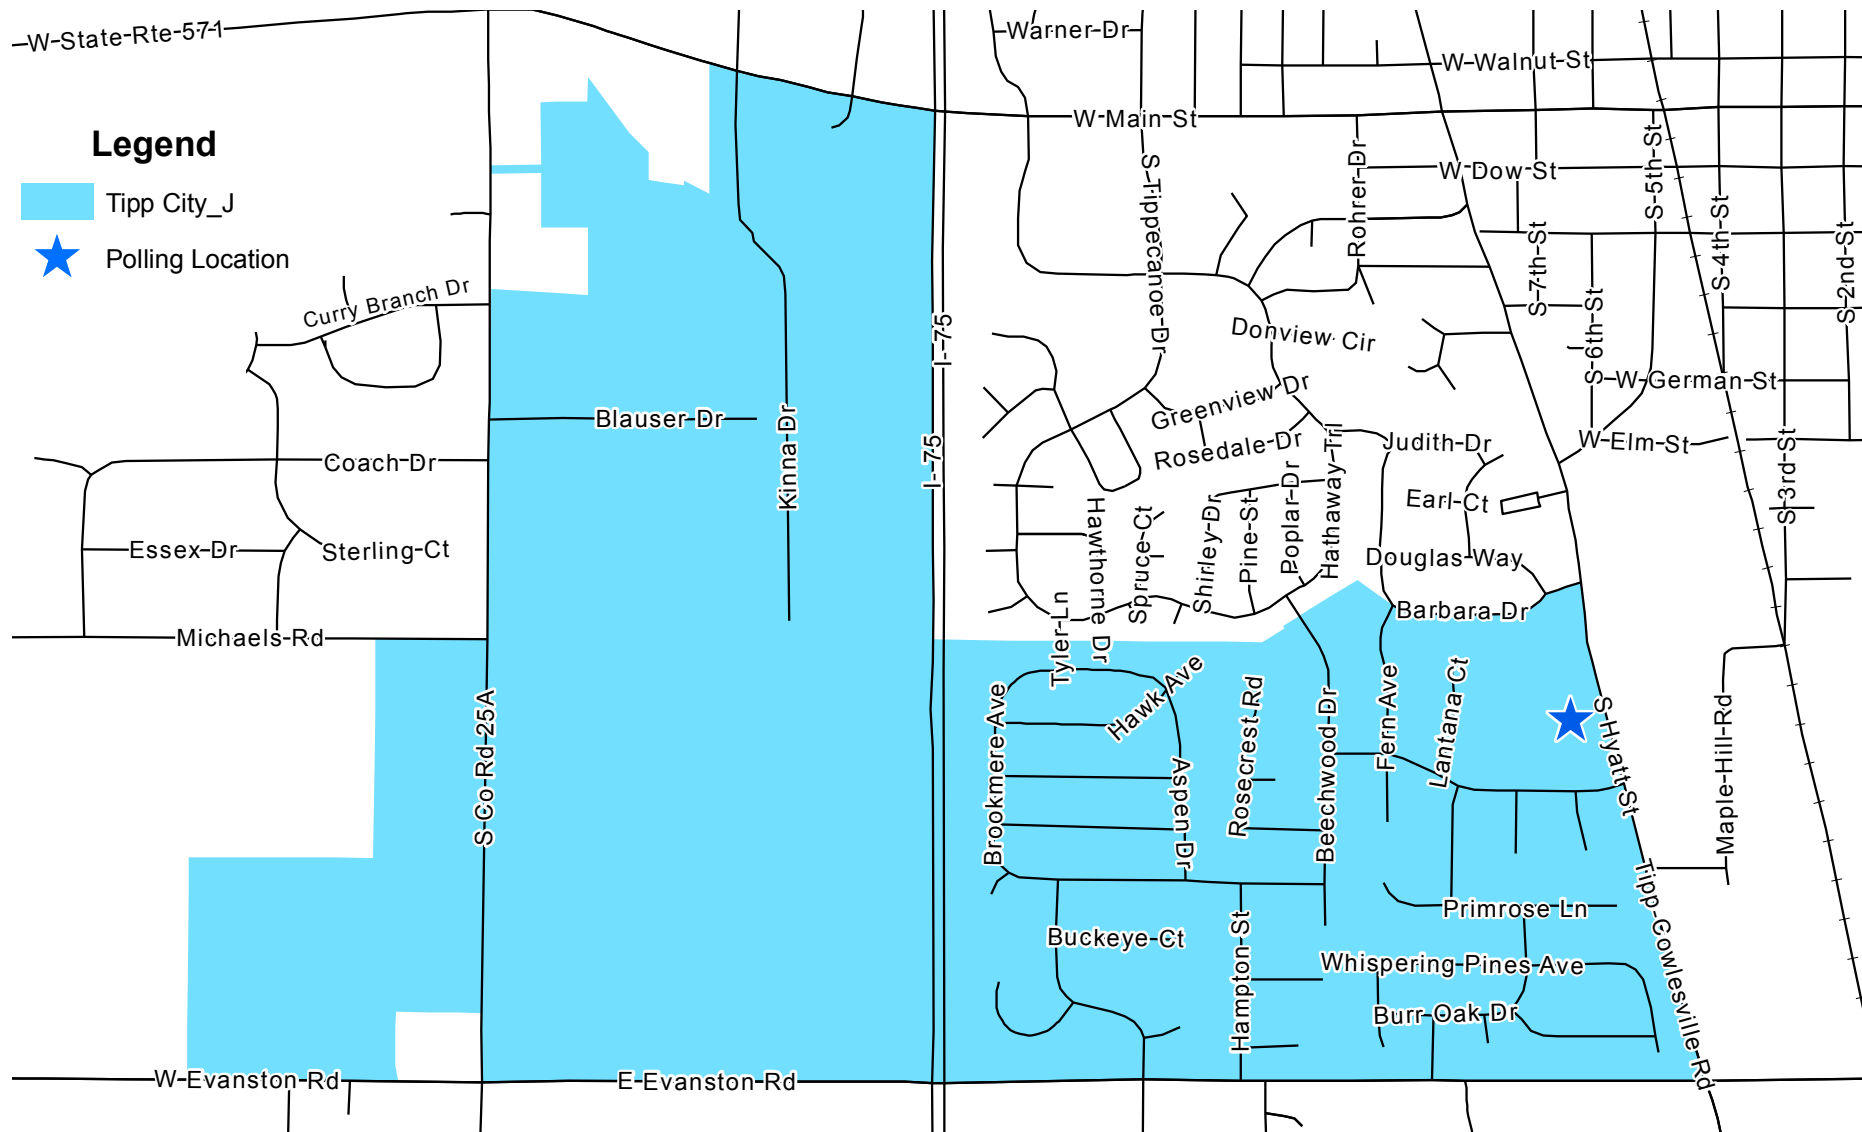 W State Rte 571
Warner Dr
W Walnut St
W Main St
Legend
Tipp City_J
Polling Location
S Tippecanoe Dr
Rohrer Dr
W Dow St
S 5th St
S 4th St
S 7th St
S 2nd St
S 6th St
Curry Branch Dr
I-75
Donview Cir
W German St
Greenview Dr
Blauser Dr
Kinna Dr
I-75
Rosedale Dr
Hathaway Trl
Judith Dr
W Elm St
S 3rd St
Coach Dr
Poplar Dr
Earl Ct
Hawthorne Dr
Spruce Ct
Shirley Dr
Pine St
Essex Dr
Sterling Ct
Douglas Way
Tyler Ln
Barbara Dr
Michaels Rd
S Co Rd 25A
Brookmere Ave
Hawk Ave
Rosecrest Rd
Beechwood Dr
Fern Ave
Lantana Ct
S Hyatt St
Maple Hill Rd
Aspen Dr
Tipp Cowlesville Rd
Primrose Ln
Buckeye Ct
Hampton St
Whispering Pines Ave
Burr Oak Dr
W Evanston Rd
E Evanston Rd